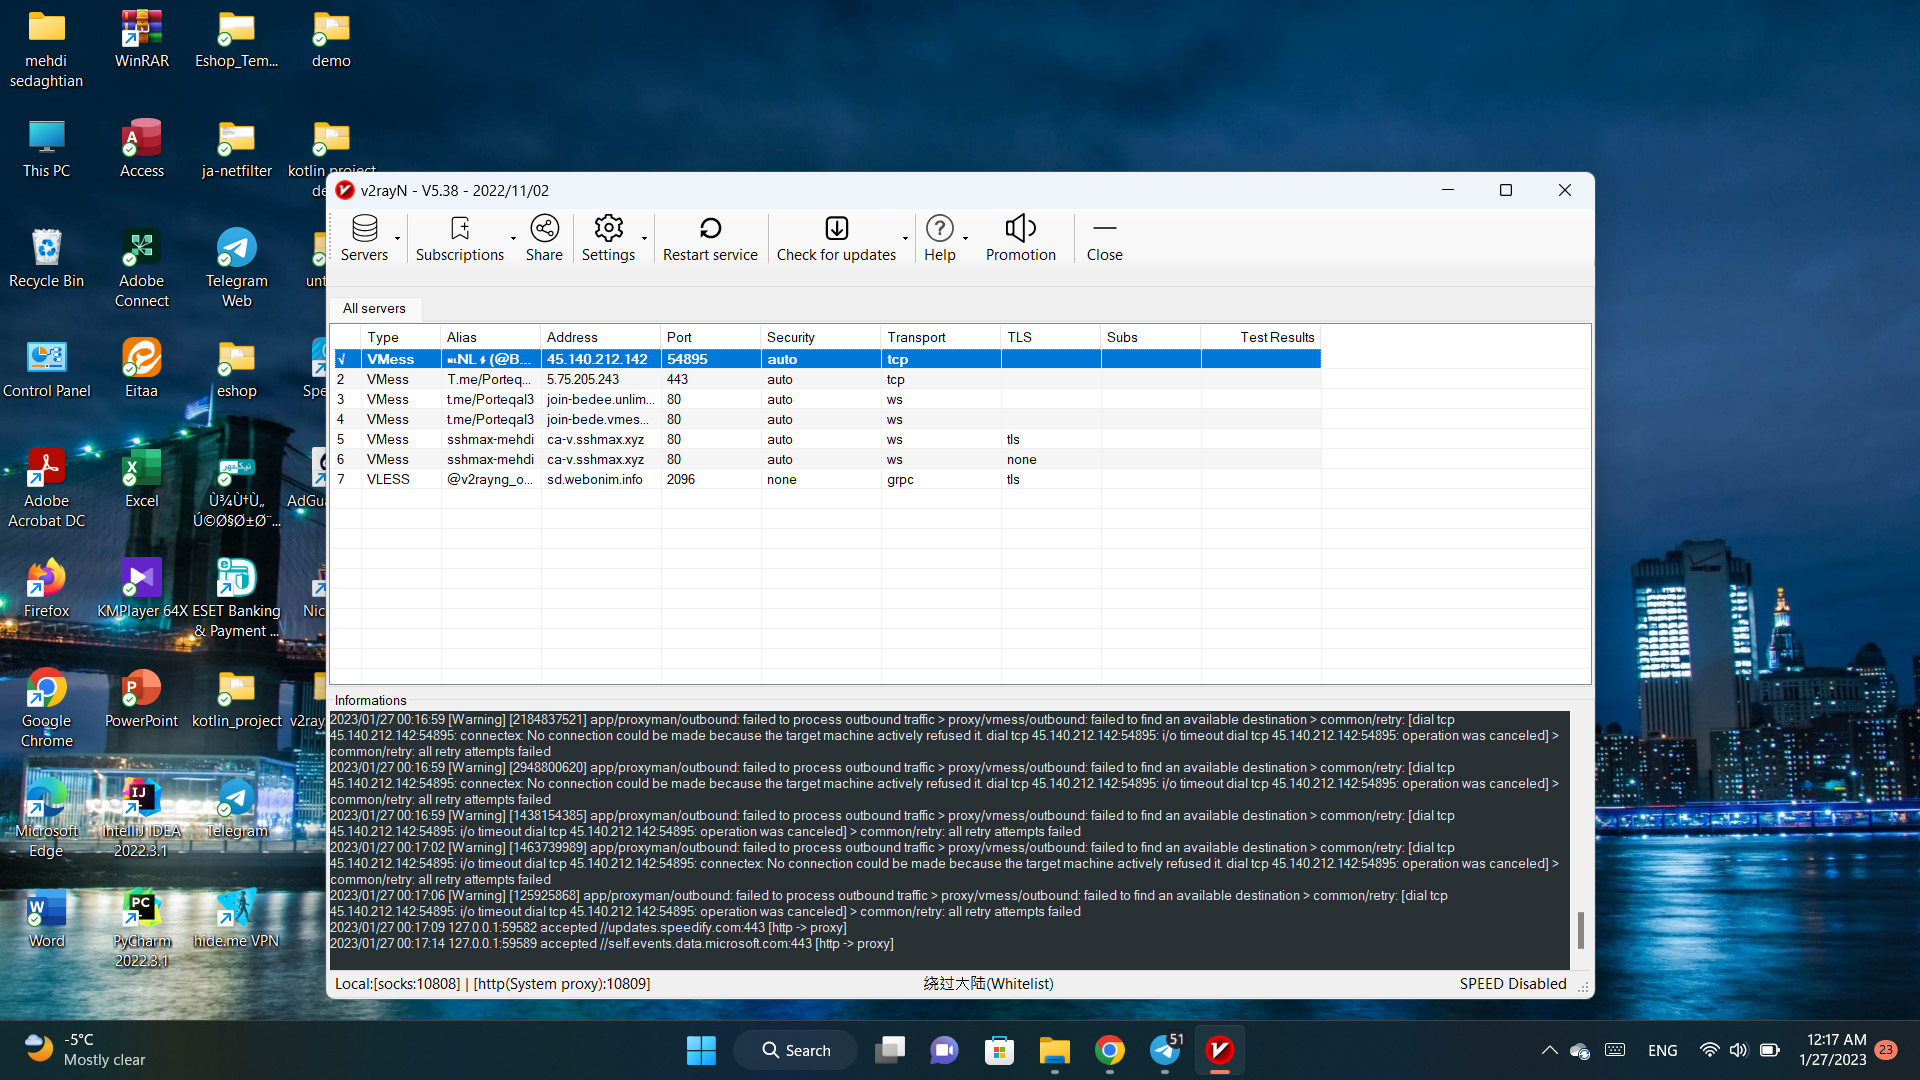 mehdi
sedaghtian
WinRAR
Eshop_Tem...
demo
This PC
Access
ja-netfilter
kotlin project
de
Recycle Bin
Adobe
Connect
Telegram
Web
unt
Control Panel
Eitaa
eshop
Spe
Adobe
Acrobat DC
Excel
Ù¾Ù†Ù„
Ú©Ø§Ø±Ø¨...
AdGua
Firefox
KMPlayer 64X
ESET Banking
& Payment ...
Nic
Google
Chrome
PowerPoint
kotlin_project
v2ray
Microsoft
Edge
IntelliJ IDEA
2022.3.1
Telegram
Word
PyCharm
2022.3.1
hide.me VPN
v2rayN - V5.38 - 2022/11/02
Servers
Subscriptions
Share
Settings
Restart service
Check for updates
Help
Promotion
Close
All servers
Type Alias Address Port Security Transport TLS Subs Test Results
√ VMess NL⚡(@B... 45.140.212.142 54895 auto tcp
2 VMess T.me/Porteq... 5.75.205.243 443 auto tcp
3 VMess t.me/Porteqal3 join-bedee.unlim... 80 auto ws
4 VMess t.me/Porteqal3 join-bede.vmes... 80 auto ws
5 VMess sshmax-mehdi ca-v.sshmax.xyz 80 auto ws tls
6 VMess sshmax-mehdi ca-v.sshmax.xyz 80 auto ws none
7 VLESS @v2rayng_o... sd.webonim.info 2096 none grpc tls
Informations
2023/01/27 00:16:59 [Warning] [2184837521] app/proxyman/outbound: failed to process outbound traffic > proxy/vmess/outbound: failed to find an available destination > common/retry: [dial tcp
45.140.212.142:54895: connectex: No connection could be made because the target machine actively refused it. dial tcp 45.140.212.142:54895: i/o timeout dial tcp 45.140.212.142:54895: operation was canceled] >
common/retry: all retry attempts failed
2023/01/27 00:16:59 [Warning] [2948800620] app/proxyman/outbound: failed to process outbound traffic > proxy/vmess/outbound: failed to find an available destination > common/retry: [dial tcp
45.140.212.142:54895: connectex: No connection could be made because the target machine actively refused it. dial tcp 45.140.212.142:54895: i/o timeout dial tcp 45.140.212.142:54895: operation was canceled] >
common/retry: all retry attempts failed
2023/01/27 00:16:59 [Warning] [1438154385] app/proxyman/outbound: failed to process outbound traffic > proxy/vmess/outbound: failed to find an available destination > common/retry: [dial tcp
45.140.212.142:54895: i/o timeout dial tcp 45.140.212.142:54895: operation was canceled] > common/retry: all retry attempts failed
2023/01/27 00:17:02 [Warning] [1463739989] app/proxyman/outbound: failed to process outbound traffic > proxy/vmess/outbound: failed to find an available destination > common/retry: [dial tcp
45.140.212.142:54895: i/o timeout dial tcp 45.140.212.142:54895: connectex: No connection could be made because the target machine actively refused it. dial tcp 45.140.212.142:54895: operation was canceled] >
common/retry: all retry attempts failed
2023/01/27 00:17:06 [Warning] [125925868] app/proxyman/outbound: failed to process outbound traffic > proxy/vmess/outbound: failed to find an available destination > common/retry: [dial tcp
45.140.212.142:54895: i/o timeout dial tcp 45.140.212.142:54895: operation was canceled] > common/retry: all retry attempts failed
2023/01/27 00:17:09 127.0.0.1:59582 accepted //updates.speedify.com:443 [http -> proxy]
2023/01/27 00:17:14 127.0.0.1:59589 accepted //self.events.data.microsoft.com:443 [http -> proxy]
Local:[socks:10808] | [http(System proxy):10809]
绕过大陆(Whitelist)
SPEED Disabled
-5°C
Mostly clear
Search
51
ENG
12:17 AM
1/27/2023
23